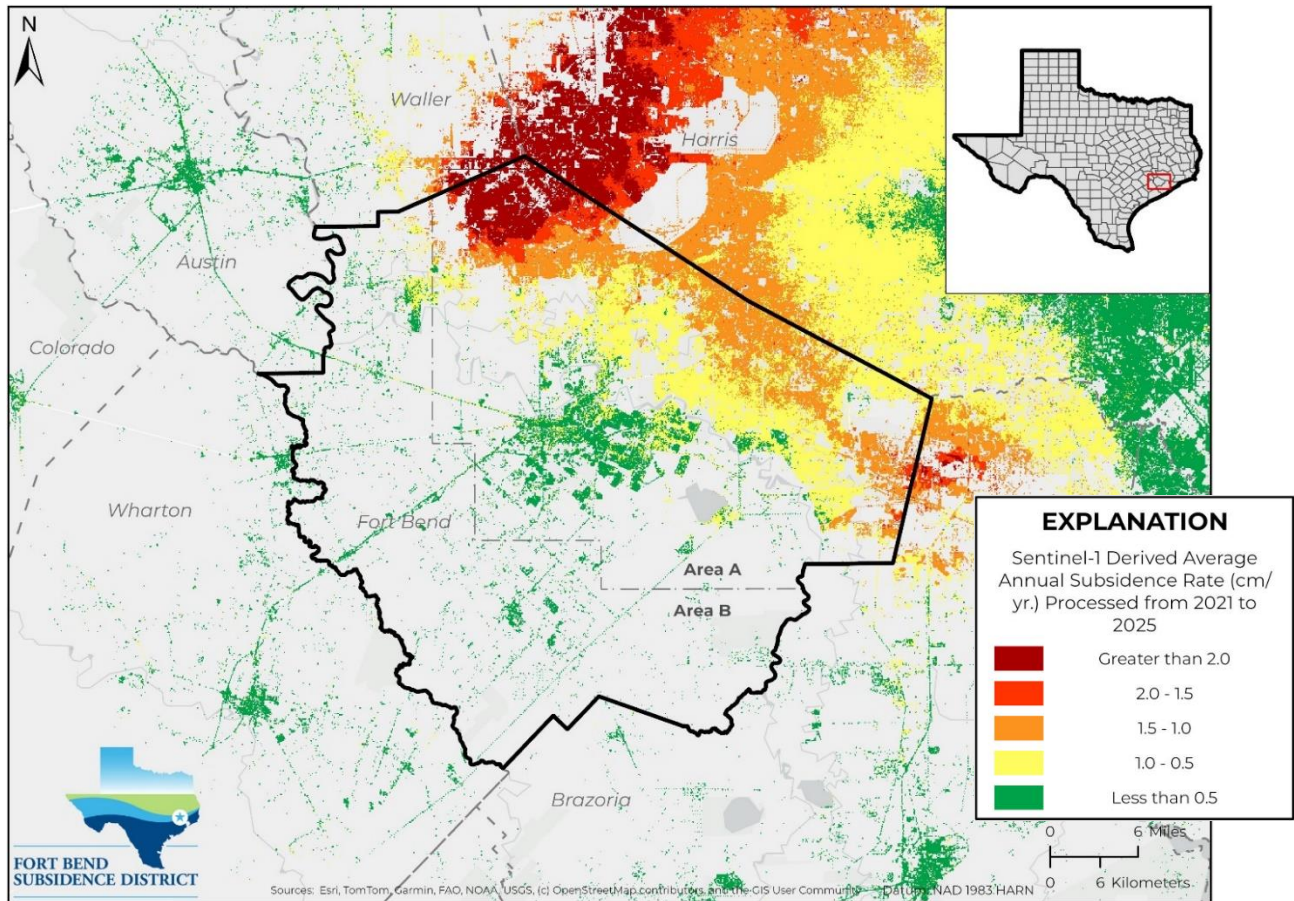 N
Waller
Harris
Austin
Colorado
Wharton
Fort Bend
Area A
Area B
Brazoria
EXPLANATION
Sentinel-1 Derived Average
Annual Subsidence Rate (cm/
yr.) Processed from 2021 to
2025
Greater than 2.0
2.0 - 1.5
1.5 - 1.0
1.0 - 0.5
Less than 0.5
0 6 Miles
0 6 Kilometers
FORT BEND
SUBSIDENCE DISTRICT
Sources: Esri, TomTom, Garmin, FAO, NOAA, USGS, (c) OpenStreetMap contributors, and the GIS User Community
Datum: NAD 1983 HARN